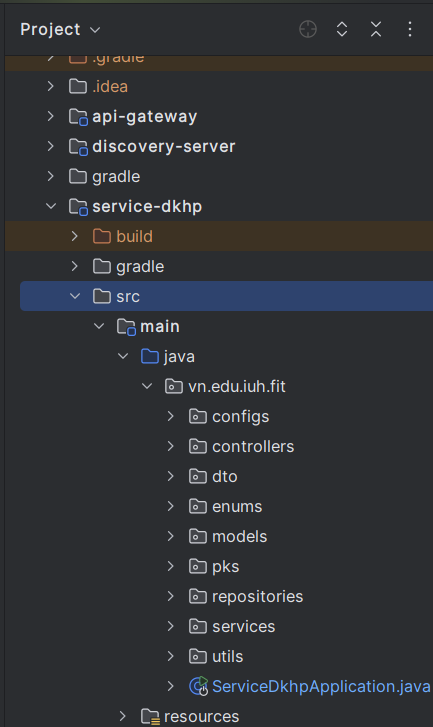 Project
.gradle
.idea
api-gateway
discovery-server
gradle
service-dkhp
build
gradle
src
main
java
vn.edu.iuh.fit
configs
controllers
dto
enums
models
pks
repositories
services
utils
ServiceDkhpApplication.java
resources